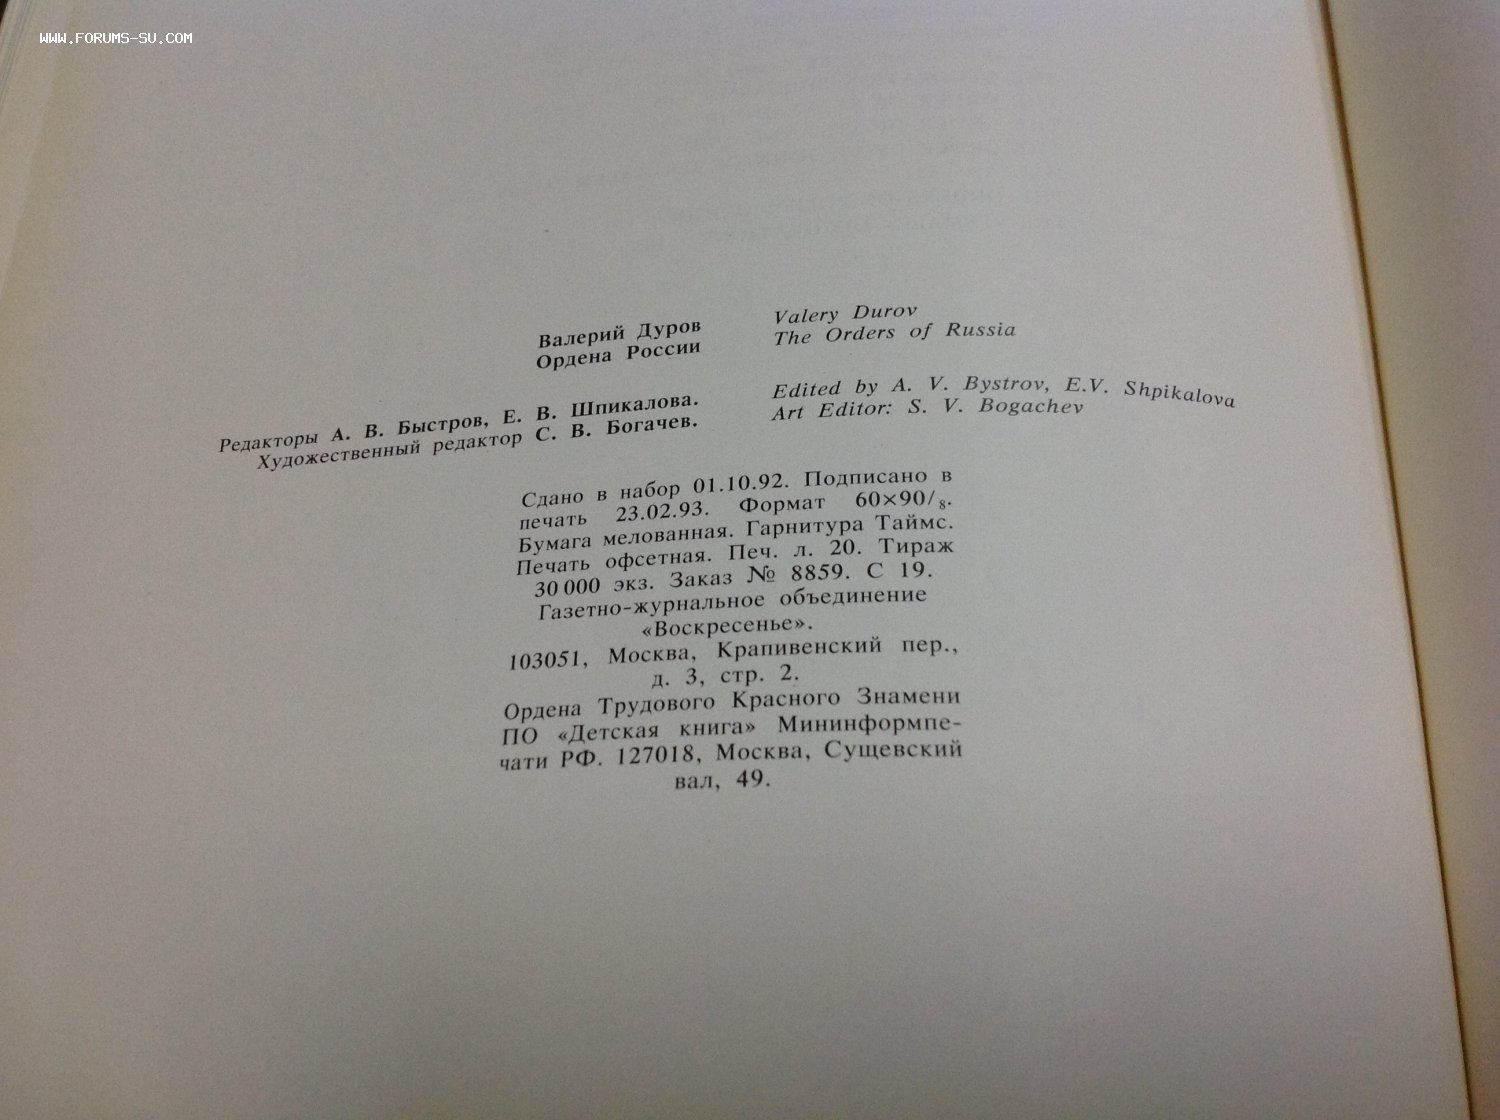 WWW.FORUMS-SU.COM
Валерий Дуров
Ордена России
Valery Durov
The Orders of Russia
Редакторы А. В. Быстров, Е. В. Шпикалова.
Художественный редактор С. В. Богачев.
Edited by A. V. Bystrov, E.V. Shpikalova
Art Editor: S. V. Bogachev
Сдано в набор 01.10.92. Подписано в
печать 23.02.93. Формат 60×90/₈.
Бумага мелованная. Гарнитура Таймс.
Печать офсетная. Печ. л. 20. Тираж
30 000 экз. Заказ № 8859. С 19.
Газетно-журнальное объединение
«Воскресенье».
103051, Москва, Крапивенский пер.,
д. 3, стр. 2.
Ордена Трудового Красного Знамени
ПО «Детская книга» Мининформпе-
чати РФ. 127018, Москва, Сущевский
вал, 49.